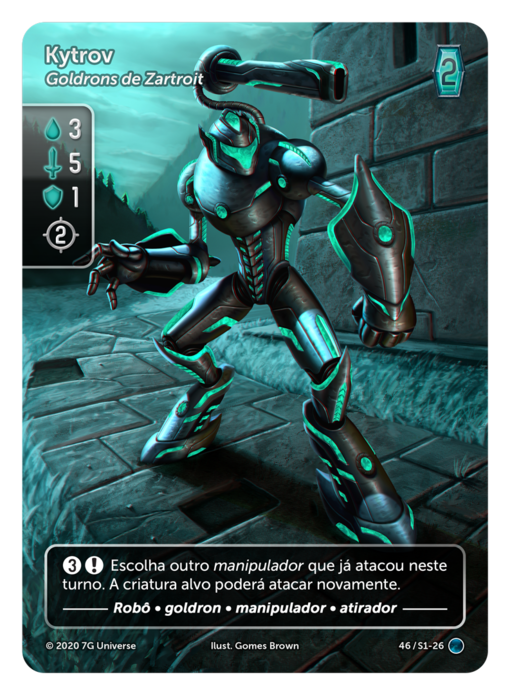 Kytrov
Goldrons de Zartroit
2
3
5
1
2
3 ! Escolha outro manipulador que já atacou neste
turno. A criatura alvo poderá atacar novamente.
Robô • goldron • manipulador • atirador
© 2020 7G Universe Ilust. Gomes Brown 46 / S1-26